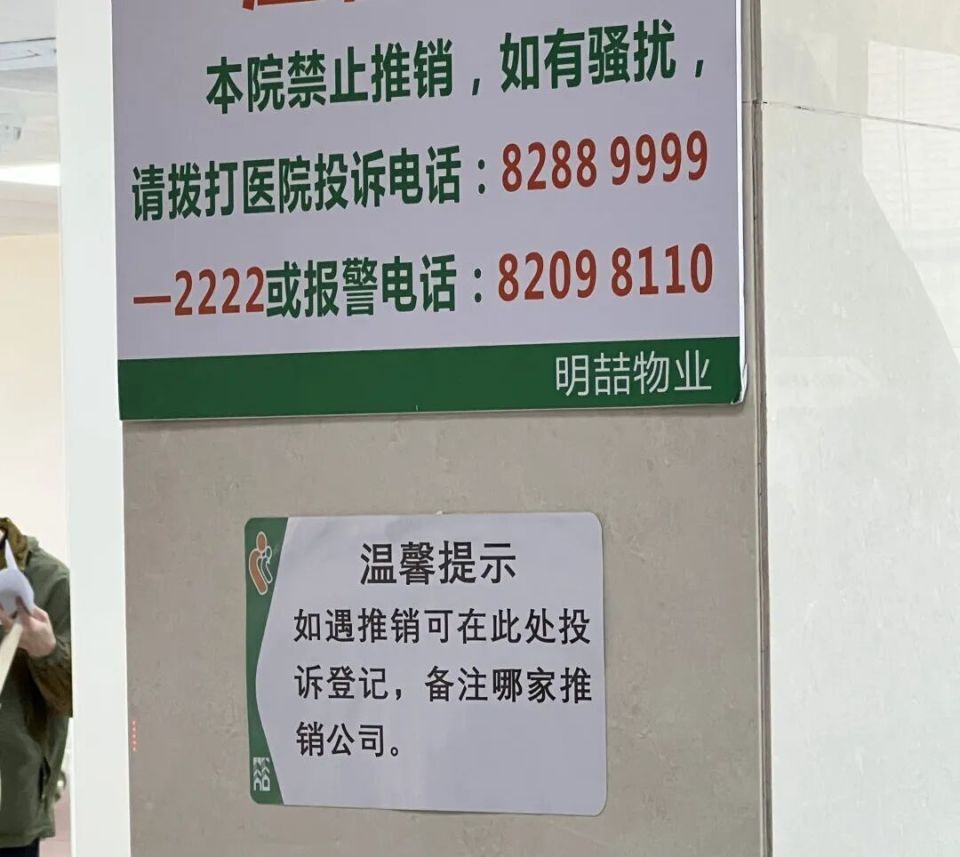 本院禁止推销，如有骚扰，
请拨打医院投诉电话：8288 9999
—2222或报警电话：8209 8110
明喆物业
温馨提示
如遇推销可在此处投
诉登记，备注哪家推
销公司。